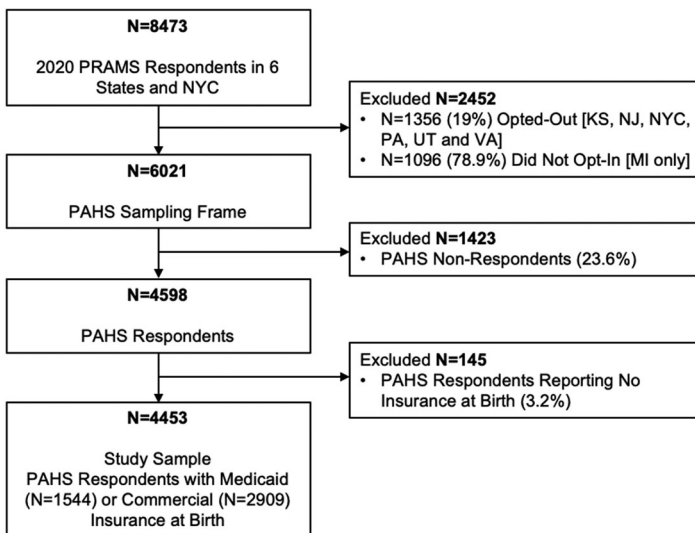 N=8473
2020 PRAMS Respondents in 6
States and NYC
Excluded N=2452
• N=1356 (19%) Opted-Out [KS, NJ, NYC,
PA, UT and VA]
• N=1096 (78.9%) Did Not Opt-In [MI only]
N=6021
PAHS Sampling Frame
Excluded N=1423
• PAHS Non-Respondents (23.6%)
N=4598
PAHS Respondents
Excluded N=145
• PAHS Respondents Reporting No
Insurance at Birth (3.2%)
N=4453
Study Sample
PAHS Respondents with Medicaid
(N=1544) or Commercial (N=2909)
Insurance at Birth